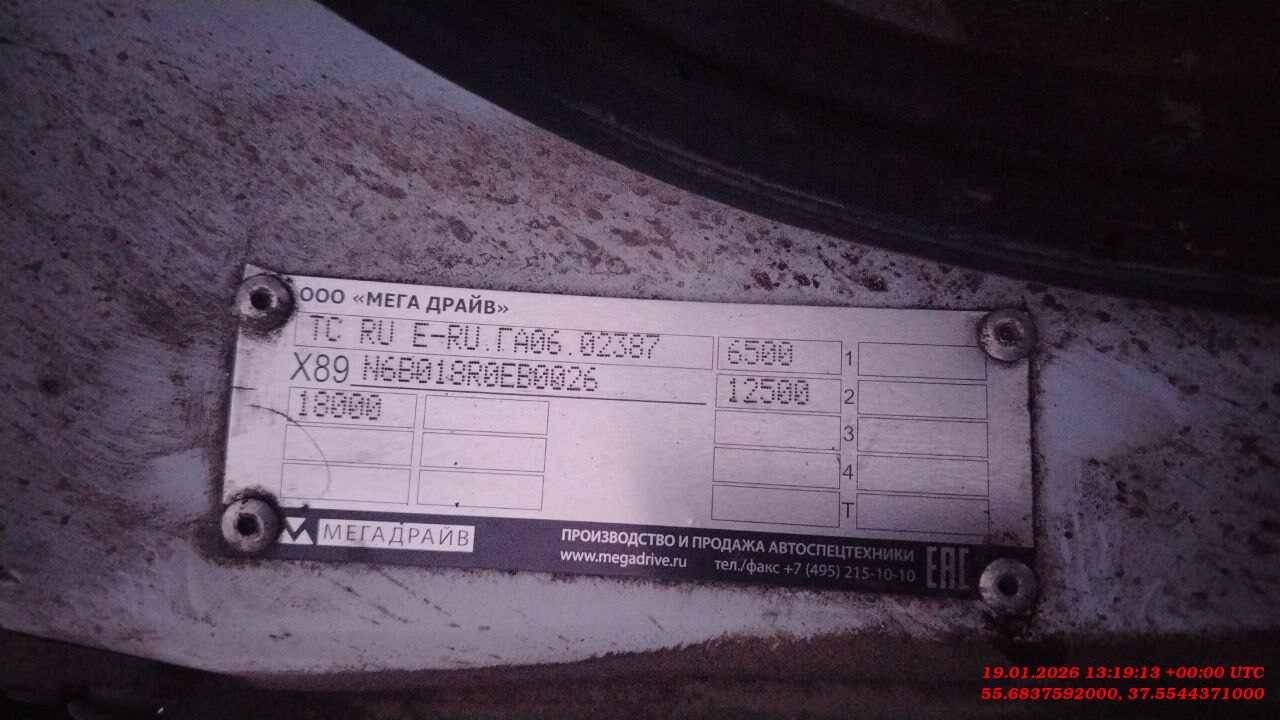 ООО «МЕГА ДРАЙВ»
ТС RU E-RU.ГА06.02387 6500 1
X89 N6B018R0EB0026 12500 2
18000
3
4
Т
МЕГАДРАЙВ
ПРОИЗВОДСТВО И ПРОДАЖА АВТОСПЕЦТЕХНИКИ
www.megadrive.ru тел./факс +7 (495) 215-10-10
EAC
19.01.2026 13:19:13 +00:00 UTC
55.6837592000, 37.5544371000